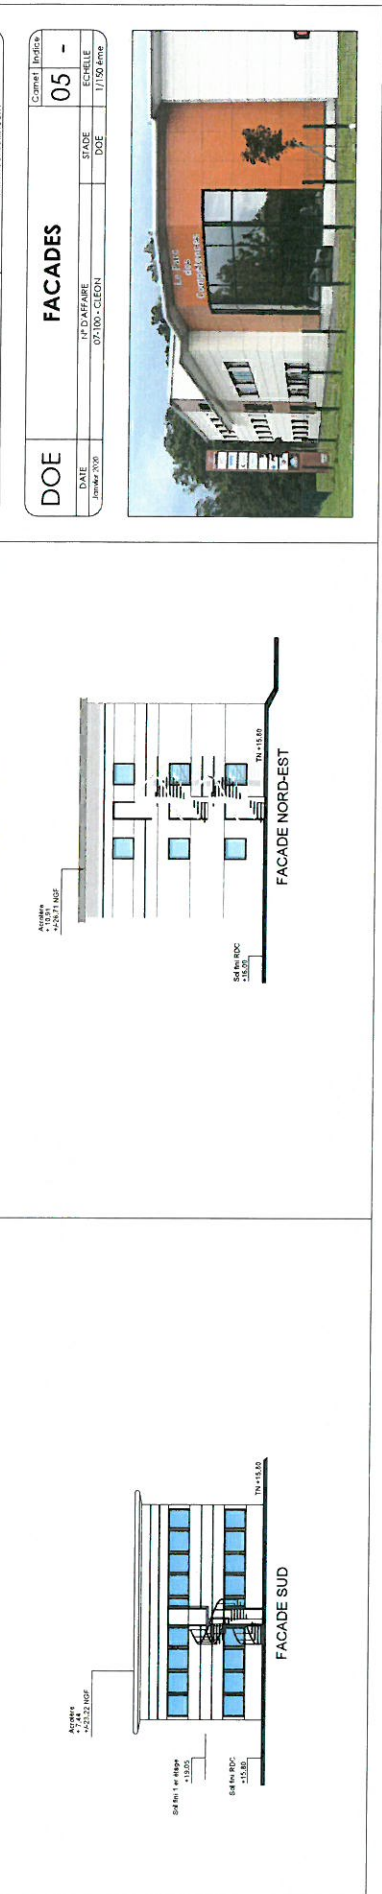 DOE
FACADES
Carnet
Indice
05
-
DATE
N° D'AFFAIRE
STADE
ECHELLE
Janvier 2020
07-100 - CLEON
DOE
1/150 ème
Le Parc
des
Compétences
Acrotère
+ 10.91
+/-26.71 NGF
Sol fini RDC
TN +15.80
FACADE NORD-EST
Acrotère
+ 7.44
+/-23.22 NGF
Sol fini 1 er étage
+19.05
Sol fini RDC
+15.80
TN +15.80
FACADE SUD